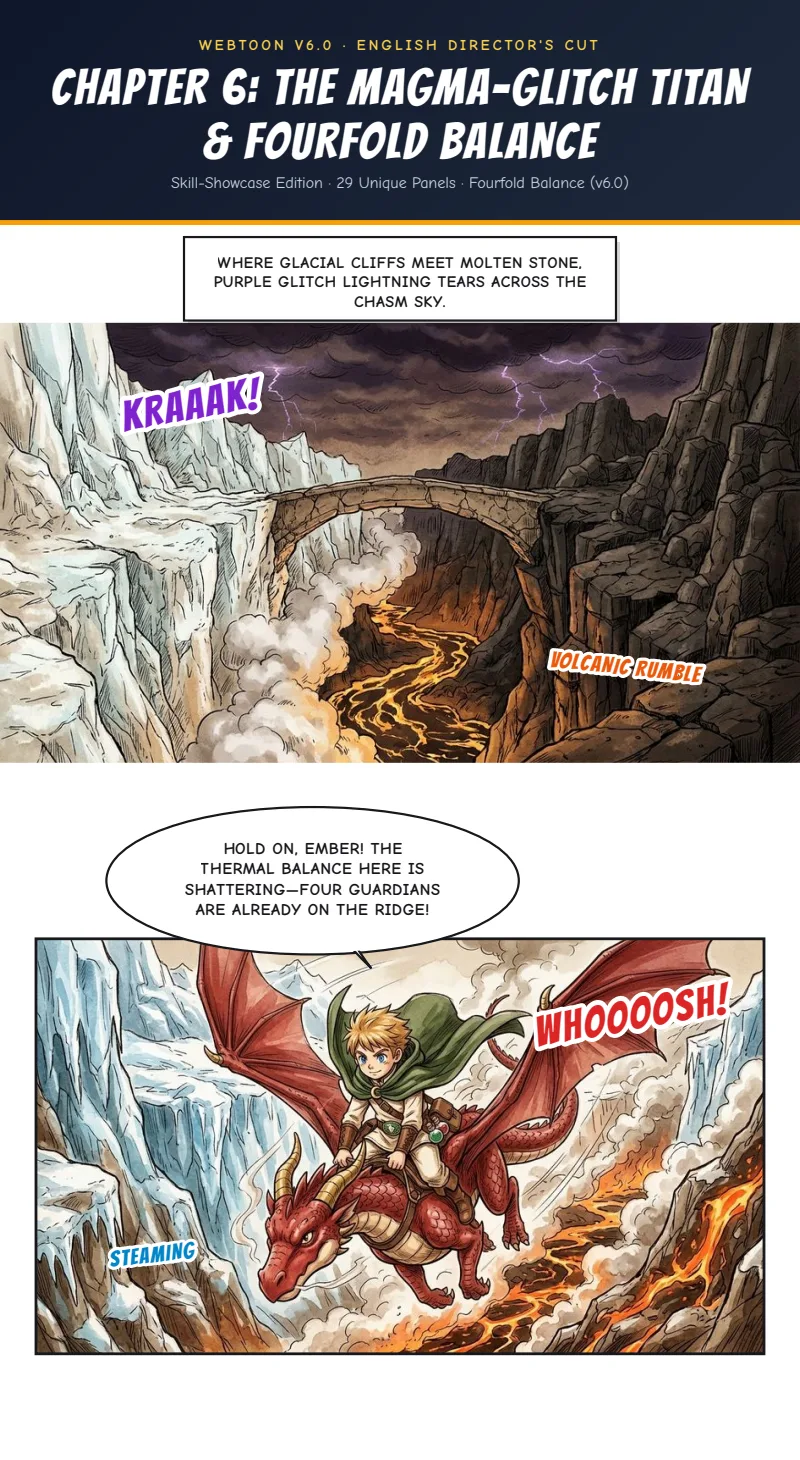 WEBTOON V6.0 · ENGLISH DIRECTOR'S CUT
CHAPTER 6: THE MAGMA-GLITCH TITAN
& FOURFOLD BALANCE
Skill-Showcase Edition · 29 Unique Panels · Fourfold Balance (v6.0)
WHERE GLACIAL CLIFFS MEET MOLTEN STONE,
PURPLE GLITCH LIGHTNING TEARS ACROSS THE
CHASM SKY.
KRAAAK!
VOLCANIC RUMBLE
HOLD ON, EMBER! THE
THERMAL BALANCE HERE IS
SHATTERING—FOUR GUARDIANS
ARE ALREADY ON THE RIDGE!
WHOOOOSH!
STEAMING